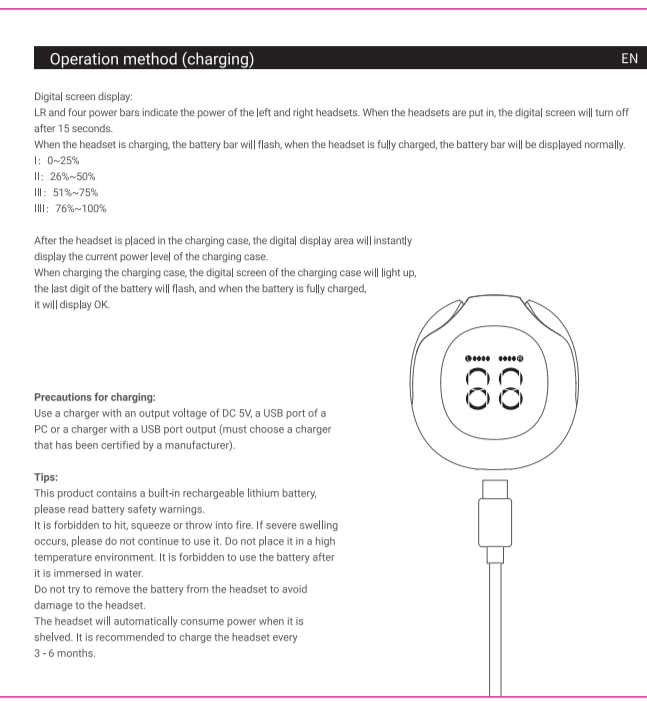 Operation method (charging)
EN
Digital screen display:
LR and four power bars indicate the power of the left and right headsets. When the headsets are put in, the digital screen will turn off
after 15 seconds.
When the headset is charging, the battery bar will flash, when the headset is fully charged, the battery bar will be displayed normally.
I: 0~25%
II: 26%~50%
III: 51%~75%
IIII: 76%~100%
After the headset is placed in the charging case, the digital display area will instantly
display the current power level of the charging case.
When charging the charging case, the digital screen of the charging case will light up,
the last digit of the battery will flash, and when the battery is fully charged,
it will display OK.
L R
88
Precautions for charging:
Use a charger with an output voltage of DC 5V, a USB port of a
PC or a charger with a USB port output (must choose a charger
that has been certified by a manufacturer).
Tips:
This product contains a built-in rechargeable lithium battery,
please read battery safety warnings.
It is forbidden to hit, squeeze or throw into fire. If severe swelling
occurs, please do not continue to use it. Do not place it in a high
temperature environment. It is forbidden to use the battery after
it is immersed in water.
Do not try to remove the battery from the headset to avoid
damage to the headset.
The headset will automatically consume power when it is
shelved. It is recommended to charge the headset every
3 - 6 months.